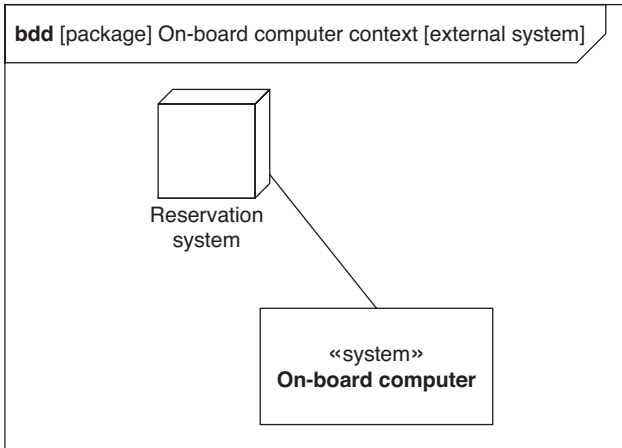 bdd [package] On-board computer context [external system]
Reservation
system
«system»
On-board computer